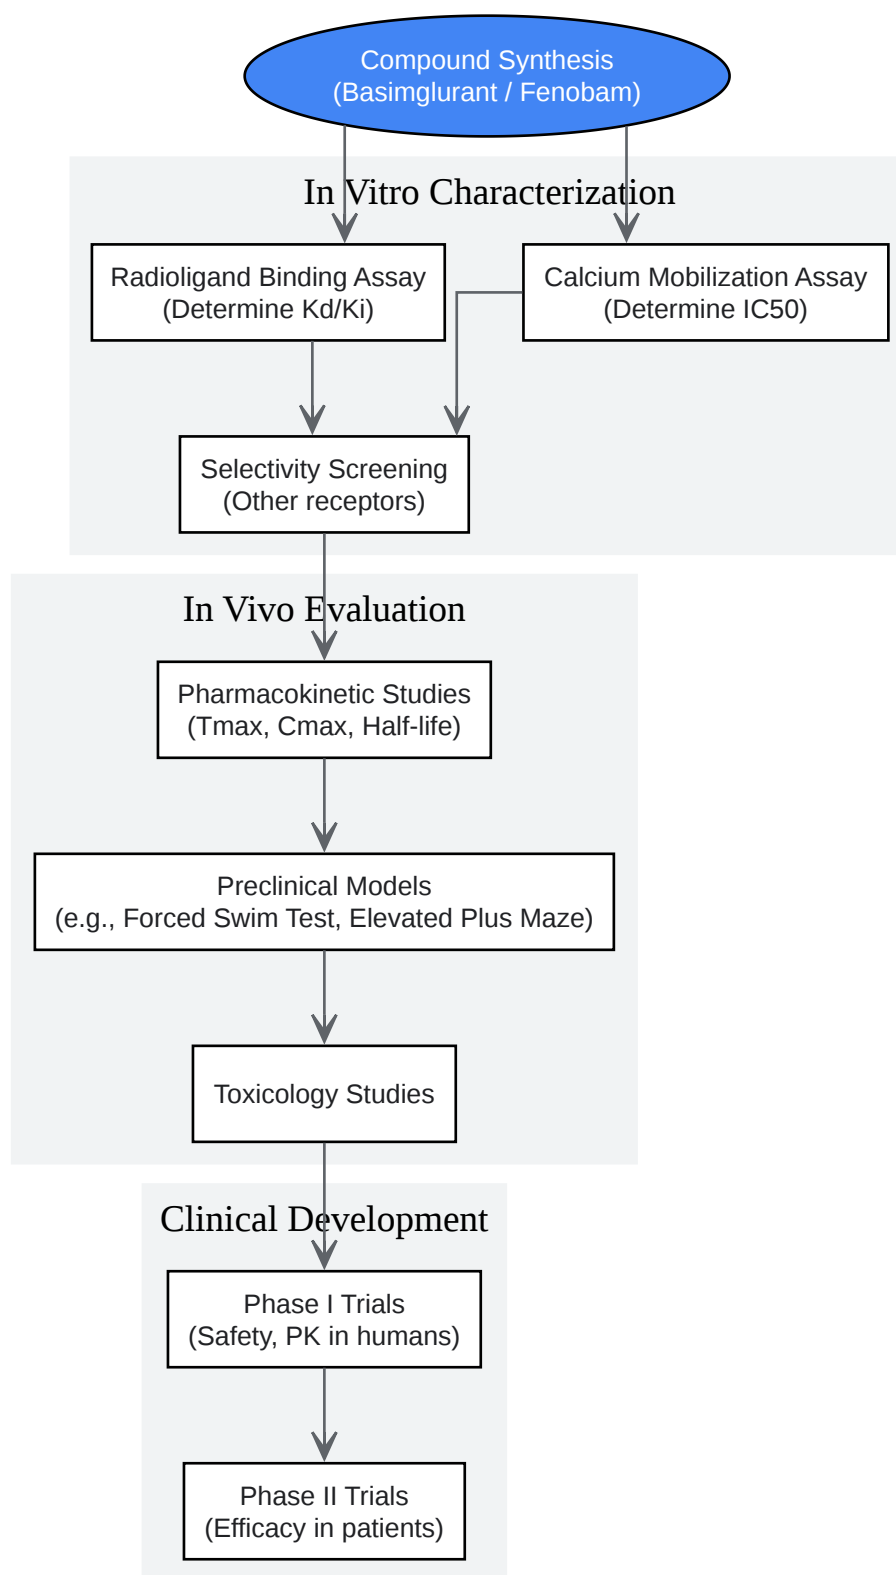 Compound Synthesis
(Basimglurant / Fenobam)
In Vitro Characterization
Radioligand Binding Assay
(Determine Kd/Ki)
Calcium Mobilization Assay
(Determine IC50)
Selectivity Screening
(Other receptors)
In Vivo Evaluation
Pharmacokinetic Studies
(Tmax, Cmax, Half-life)
Preclinical Models
(e.g., Forced Swim Test, Elevated Plus Maze)
Toxicology Studies
Clinical Development
Phase I Trials
(Safety, PK in humans)
Phase II Trials
(Efficacy in patients)